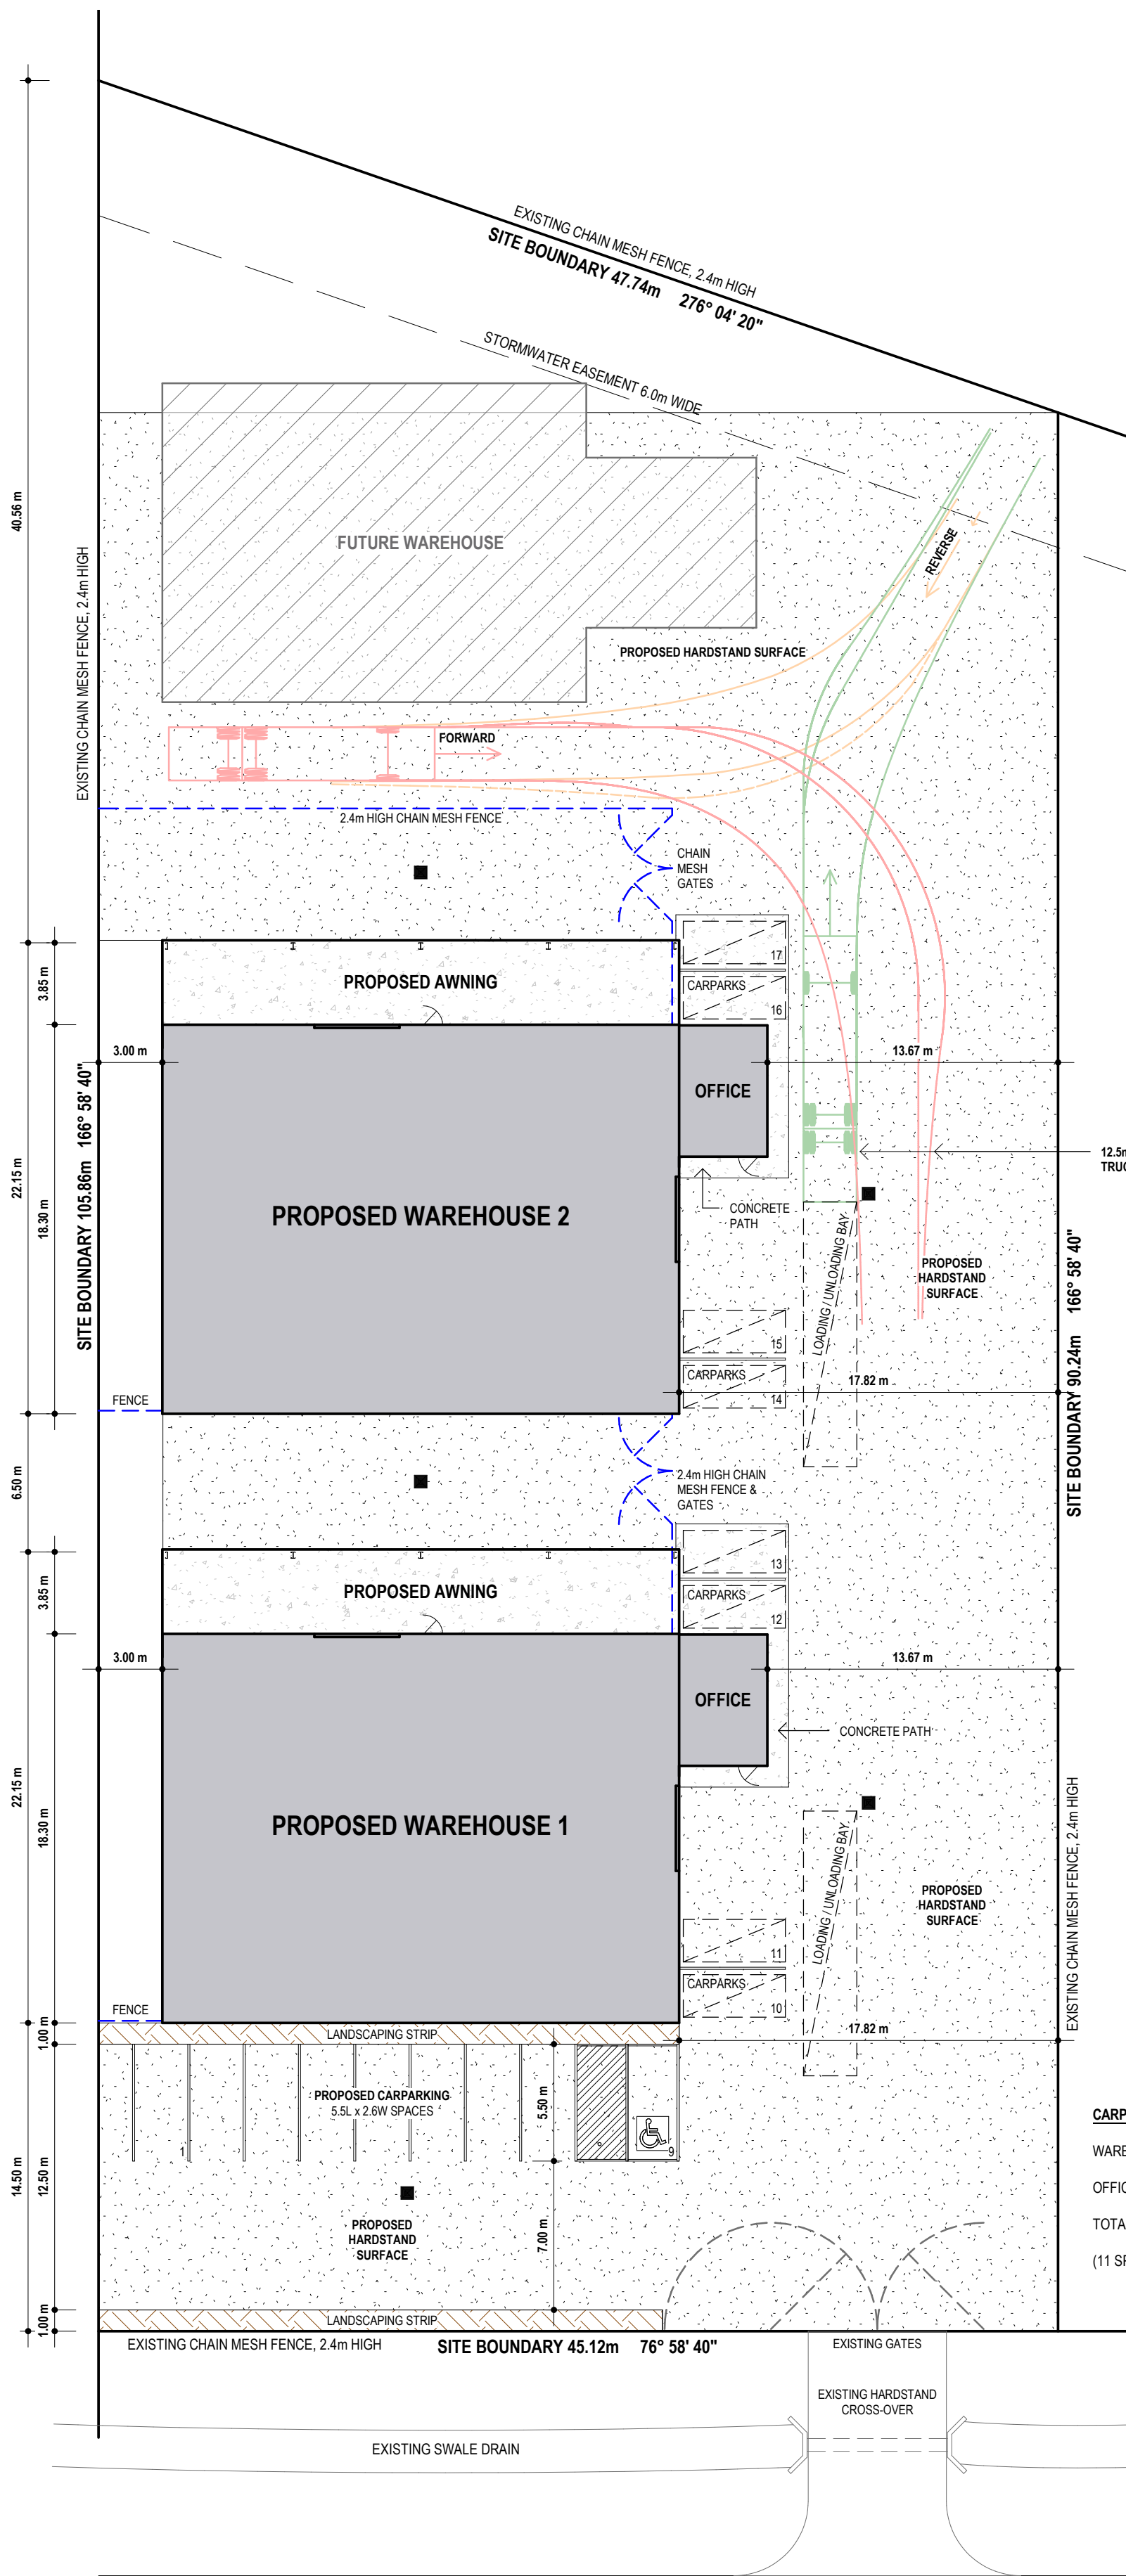 EXISTING CHAIN MESH FENCE, 2.4m HIGH
SITE BOUNDARY 47.74m 276° 04' 20"
STORMWATER EASEMENT 6.0m WIDE
40.56 m
EXISTING CHAIN MESH FENCE, 2.4m HIGH
FUTURE WAREHOUSE
REVERSE
PROPOSED HARDSTAND SURFACE
FORWARD
2.4m HIGH CHAIN MESH FENCE
CHAIN
MESH
GATES
17
CARPARKS
16
3.85 m
PROPOSED AWNING
3.00 m
13.67 m
OFFICE
SITE BOUNDARY 105.86m 166° 58' 40"
22.15 m
18.30 m
PROPOSED WAREHOUSE 2
CONCRETE
PATH
12.5m
TRUC
LOADING / UNLOADING BAY
PROPOSED
HARDSTAND
SURFACE
SITE BOUNDARY 90.24m 166° 58' 40"
15
CARPARKS
14
17.82 m
FENCE
6.50 m
2.4m HIGH CHAIN
MESH FENCE &
GATES
13
CARPARKS
12
3.85 m
PROPOSED AWNING
3.00 m
13.67 m
OFFICE
CONCRETE PATH
22.15 m
18.30 m
PROPOSED WAREHOUSE 1
LOADING / UNLOADING BAY
PROPOSED
HARDSTAND
SURFACE
EXISTING CHAIN MESH FENCE, 2.4m HIGH
11
CARPARKS
10
17.82 m
FENCE
1.00 m
LANDSCAPING STRIP
PROPOSED CARPARKING
5.5L x 2.6W SPACES
5.50 m
1
9
14.50 m
12.50 m
PROPOSED
HARDSTAND
SURFACE
7.00 m
CARP
WARE
OFFIC
TOTA
(11 SP
1.00 m
LANDSCAPING STRIP
EXISTING CHAIN MESH FENCE, 2.4m HIGH
SITE BOUNDARY 45.12m 76° 58' 40"
EXISTING GATES
EXISTING HARDSTAND
CROSS-OVER
EXISTING SWALE DRAIN